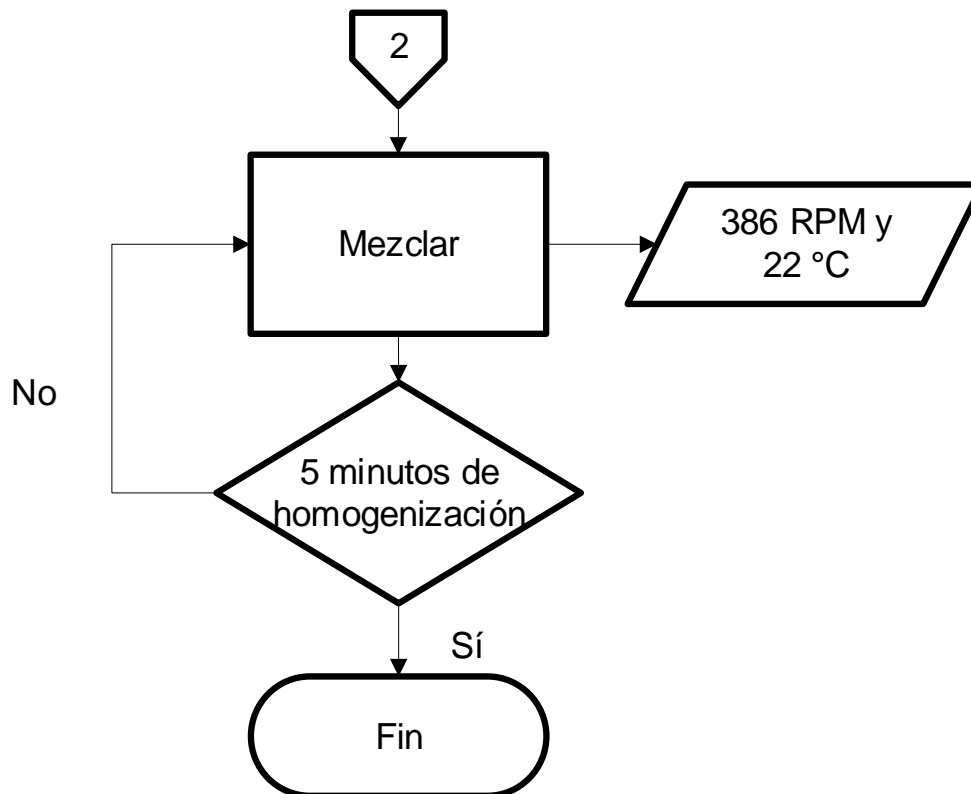 2
Mezclar
386 RPM y
22 °C
No
5 minutos de
homogenización
Sí
Fin